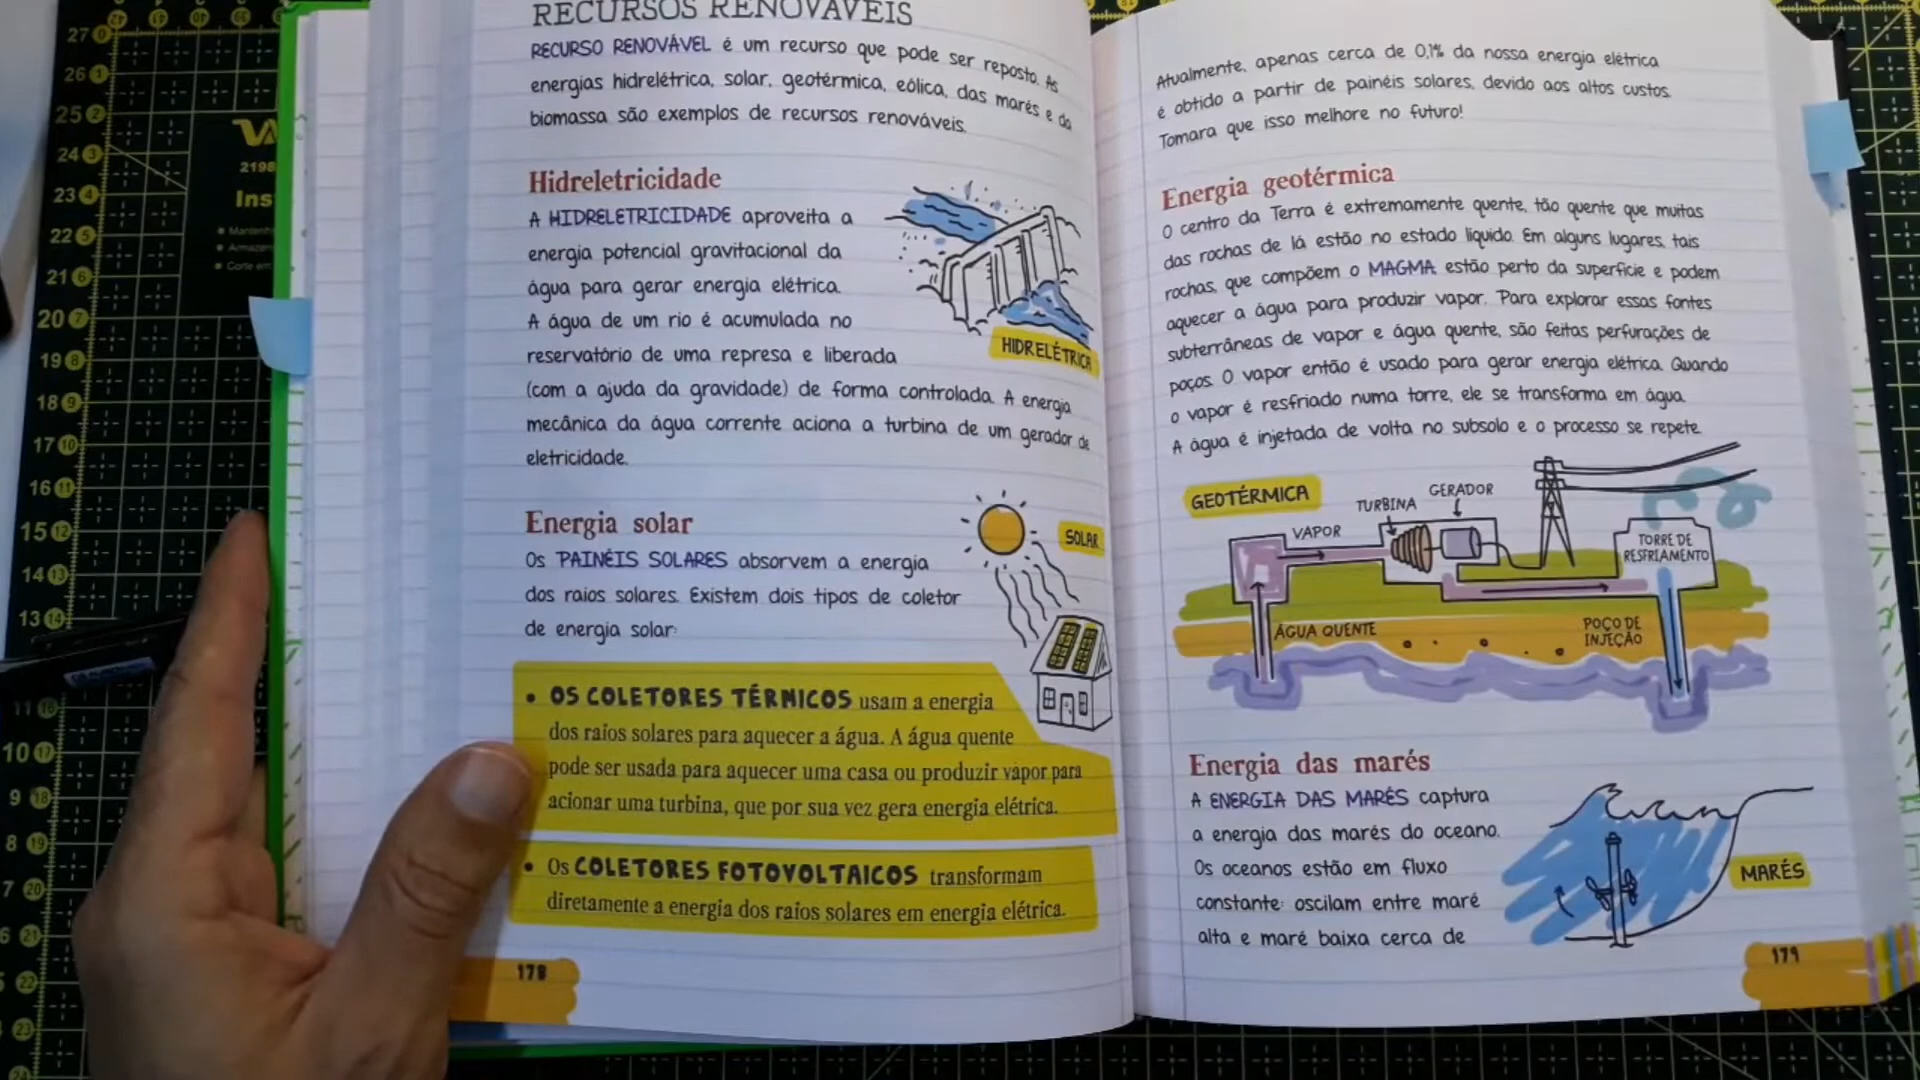 RECURSOS RENOVÁVEIS
RECURSO RENOVÁVEL é um recurso que pode ser reposto. As
energias hidrelétrica, solar, geotérmica, eólica, das marés e da
biomassa são exemplos de recursos renováveis.
Hidreletricidade
A HIDRELETRICIDADE aproveita a
energia potencial gravitacional da
água para gerar energia elétrica.
A água de um rio é acumulada no
reservatório de uma represa e liberada
(com a ajuda da gravidade) de forma controlada. A energia
mecânica da água corrente aciona a turbina de um gerador de
eletricidade.
HIDRELÉTRICA
Energia solar
Os PAINÉIS SOLARES absorvem a energia
dos raios solares. Existem dois tipos de coletor
de energia solar:
SOLAR
• OS COLETORES TÉRMICOS usam a energia
dos raios solares para aquecer a água. A água quente
pode ser usada para aquecer uma casa ou produzir vapor para
acionar uma turbina, que por sua vez gera energia elétrica.
• Os COLETORES FOTOVOLTAICOS transformam
diretamente a energia dos raios solares em energia elétrica.
178
Atualmente, apenas cerca de 0,1% da nossa energia elétrica
é obtido a partir de painéis solares, devido aos altos custos.
Tomara que isso melhore no futuro!
Energia geotérmica
O centro da Terra é extremamente quente, tão quente que muitas
das rochas de lá estão no estado líquido. Em alguns lugares, tais
rochas, que compõem o MAGMA, estão perto da superfície e podem
aquecer a água para produzir vapor. Para explorar essas fontes
subterrâneas de vapor e água quente, são feitas perfurações de
poços. O vapor então é usado para gerar energia elétrica. Quando
o vapor é resfriado numa torre, ele se transforma em água.
A água é injetada de volta no subsolo e o processo se repete.
GEOTÉRMICA
VAPOR
TURBINA
GERADOR
TORRE DE
RESFRIAMENTO
ÁGUA QUENTE
POÇO DE
INJEÇÃO
Energia das marés
A ENERGIA DAS MARÉS captura
a energia das marés do oceano.
Os oceanos estão em fluxo
constante: oscilam entre maré
alta e maré baixa cerca de
MARÉS
179